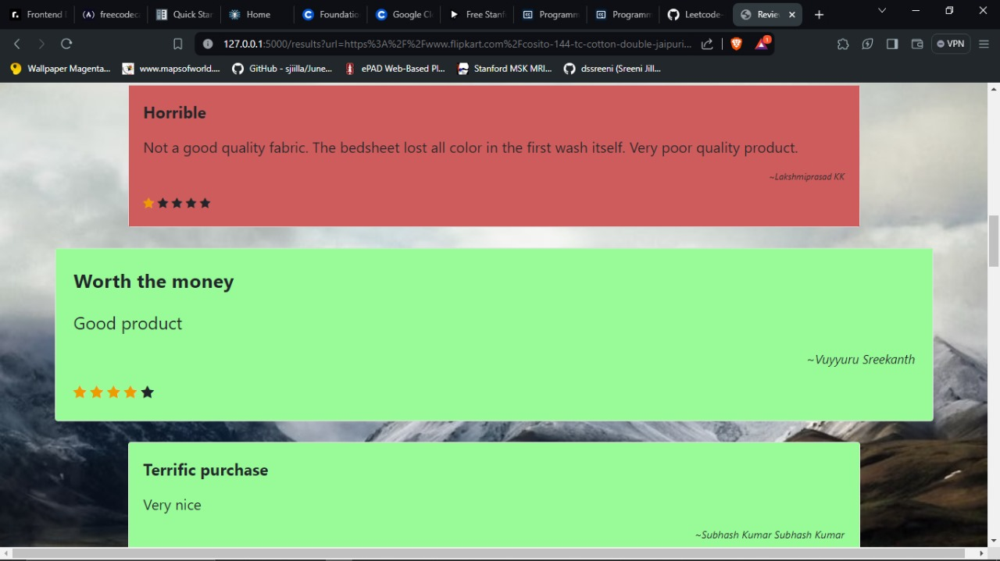 Frontend
freecodec
Quick Star
Home
Foundatio
Google Cl
Free Stanf
Programm
Programm
Leetcode-
Revie
127.0.0.1:5000/results?url=https%3A%2F%2Fwww.flipkart.com%2Fcosito-144-tc-cotton-double-jaipuri...
1
VPN
Wallpaper Magenta...
www.mapsofworld....
GitHub - sjilla/June...
ePAD Web-Based Pl...
Stanford MSK MRI...
dssreeni (Sreeni Jill...
Horrible
Not a good quality fabric. The bedsheet lost all color in the first wash itself. Very poor quality product.
~Lakshmiprasad KK
Worth the money
Good product
~Vuyyuru Sreekanth
Terrific purchase
Very nice
~Subhash Kumar Subhash Kumar